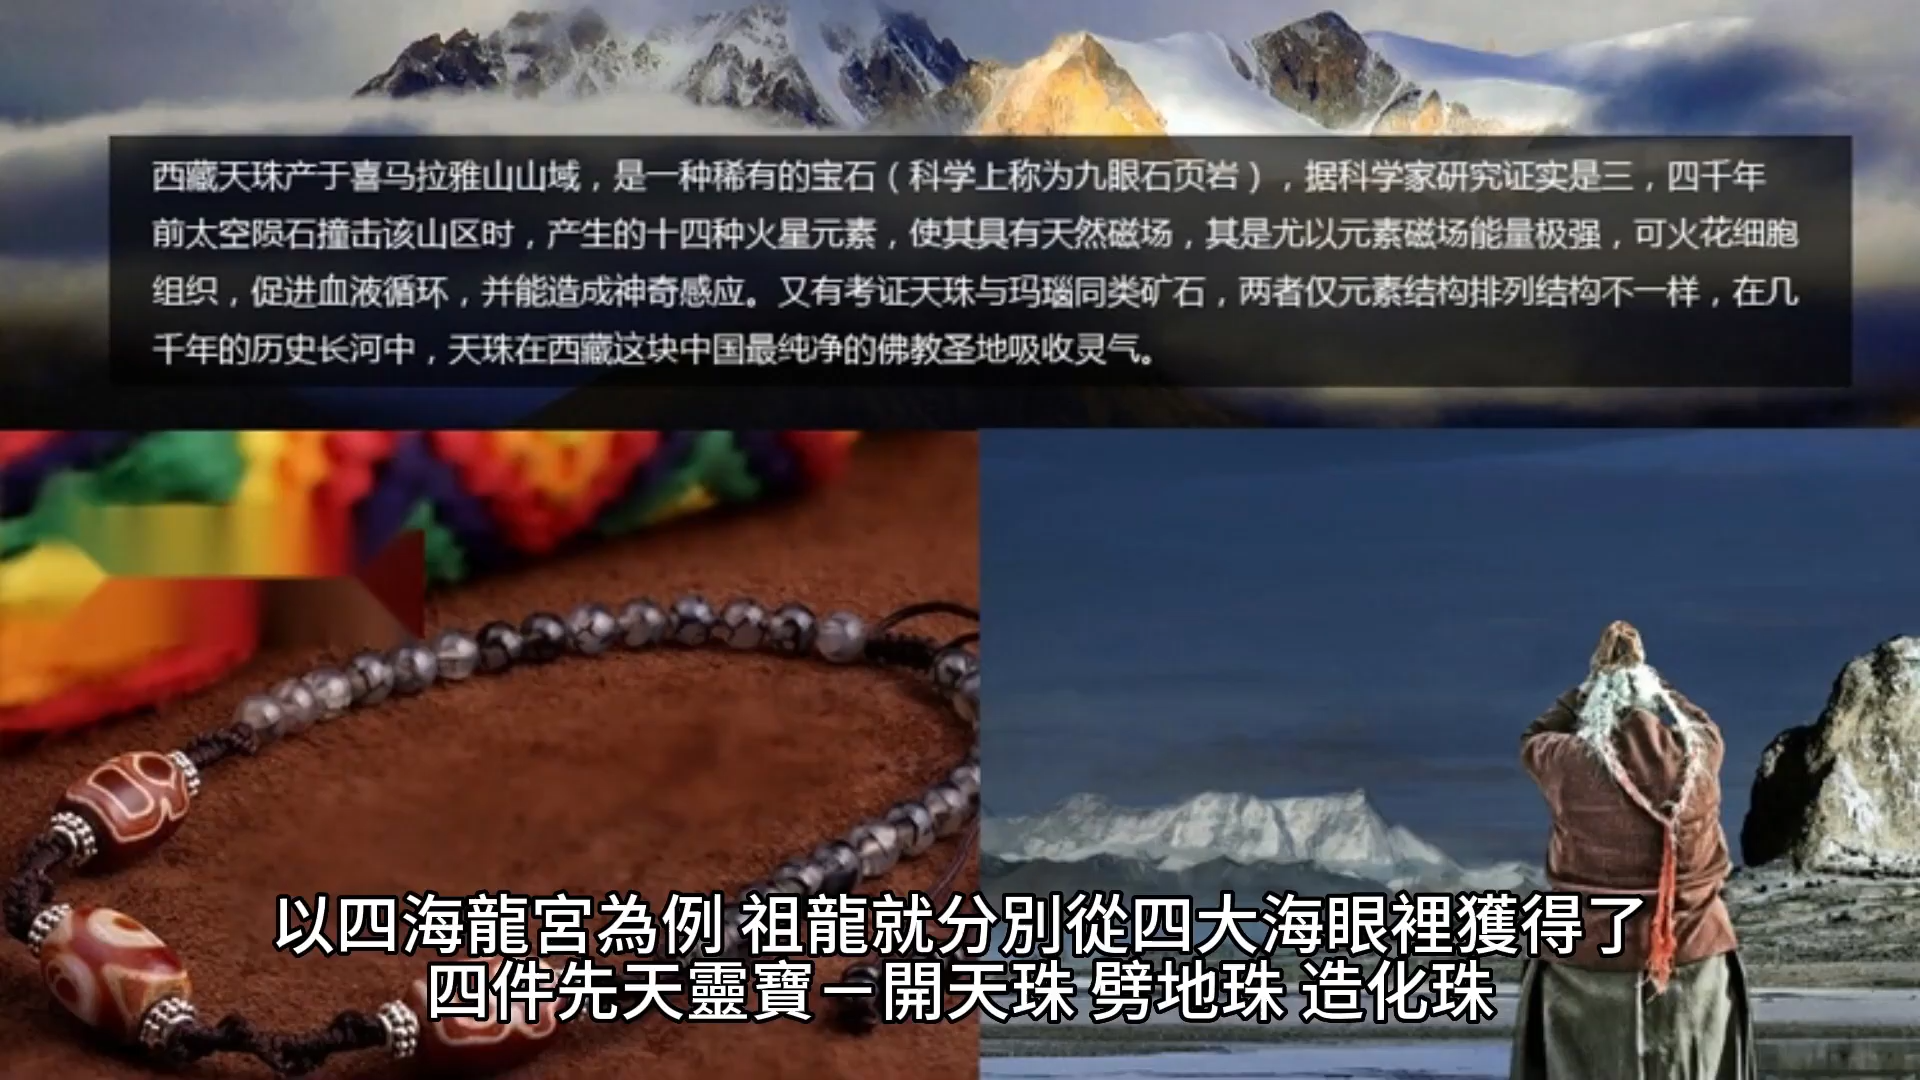 西藏天珠产于喜马拉雅山山域，是一种稀有的宝石（科学上称为九眼石页岩），据科学家研究证实是三，四千年
前太空陨石撞击该山区时，产生的十四种火星元素，使其具有天然磁场，其是尤以元素磁场能量极强，可火花细胞
组织，促进血液循环，并能造成神奇感应。又有考证天珠与玛瑙同类矿石，两者仅元素结构排列结构不一样，在几
千年的历史长河中，天珠在西藏这块中国最纯净的佛教圣地吸收灵气。
以四海龍宮為例 祖龍就分別從四大海眼裡獲得了
四件先天靈寶－開天珠 劈地珠 造化珠